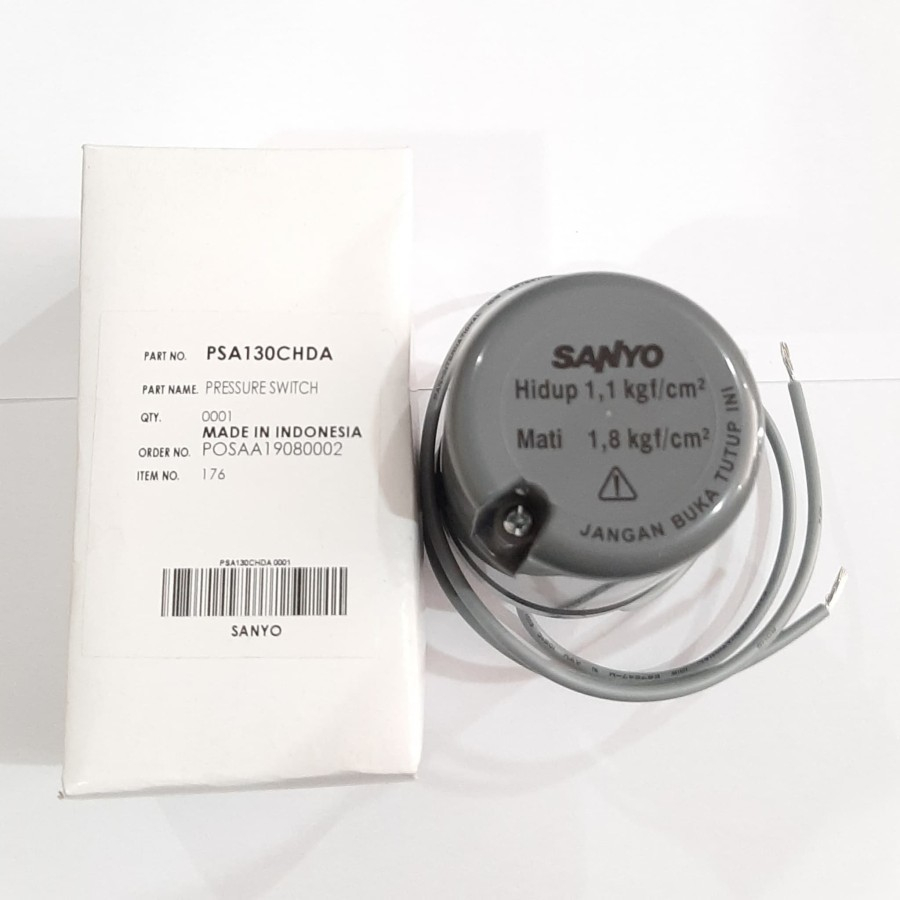 PART NO. PSA130CHDA
PART NAME. PRESSURE SWITCH
QTY. 0001
MADE IN INDONESIA
ORDER NO. POSAA19080002
ITEM NO. 176
PSA130CHDA 0001
SANYO
SANYO
Hidup 1,1 kgf/cm²
Mati 1,8 kgf/cm²
JANGAN BUKA TUTUP INI